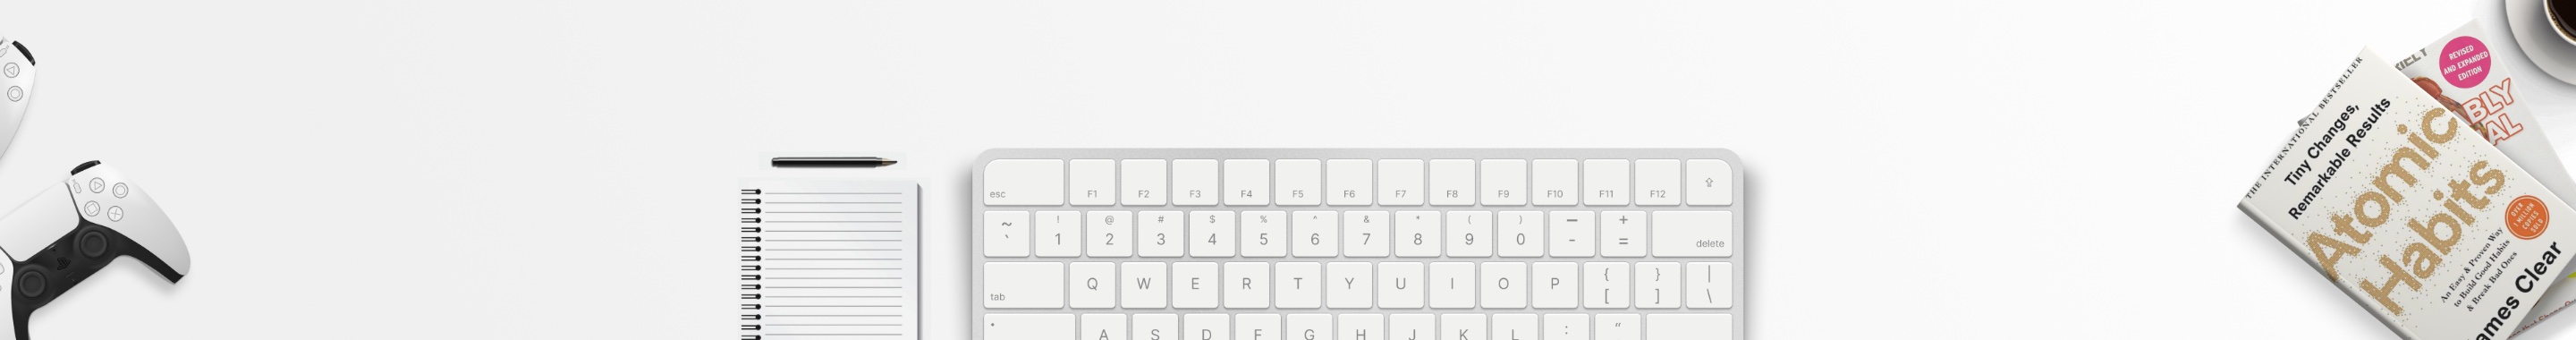 esc F1 F2 F3 F4 F5 F6 F7 F8 F9 F10 F11 F12
~ ! @ # $ % ^ & * ( ) — +
` 1 2 3 4 5 6 7 8 9 0 - = delete
tab Q W E R T Y U I O P { } |
[ ] \
A S D F G H J K L : “
THE INTERNATIONAL BESTSELLER
Tiny Changes,
Remarkable Results
Atomic
Habits
An Easy & Proven Way
to Build Good Habits
& Break Bad Ones
ames Clear
REVISED
AND EXPANDED
EDITION
BLY
AL